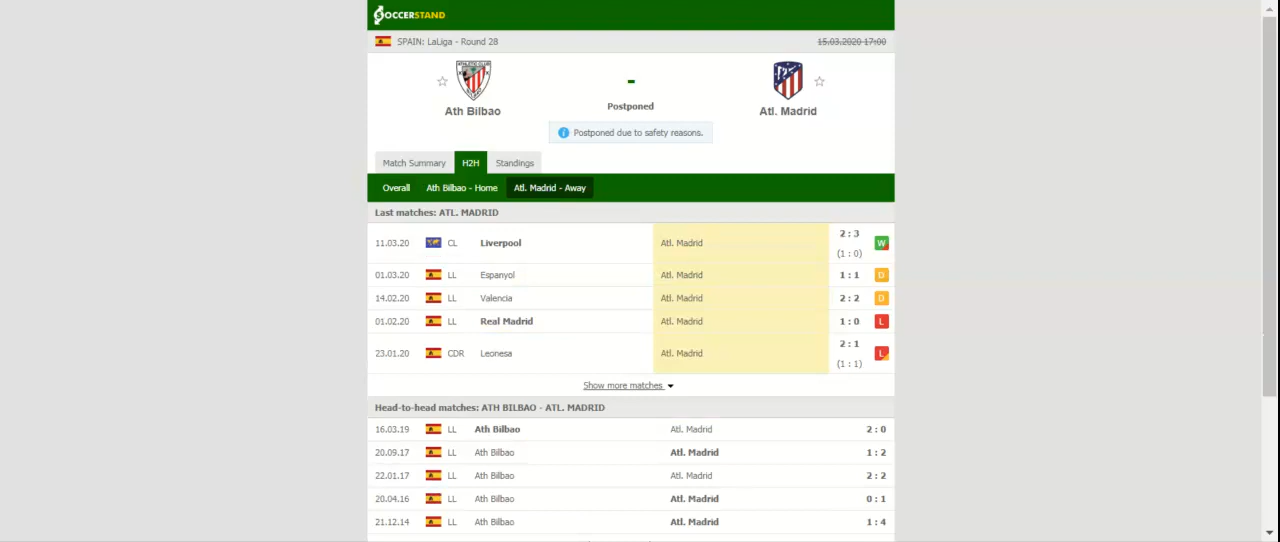 SOCCERSTAND
SPAIN: LaLiga - Round 28 15.03.2020 17:00
-
Ath Bilbao Postponed Atl. Madrid
Postponed due to safety reasons.
Match Summary H2H Standings
Overall Ath Bilbao - Home Atl. Madrid - Away
Last matches: ATL. MADRID
11.03.20 CL Liverpool Atl. Madrid 2 : 3 (1 : 0) W
01.03.20 LL Espanyol Atl. Madrid 1 : 1 D
14.02.20 LL Valencia Atl. Madrid 2 : 2 D
01.02.20 LL Real Madrid Atl. Madrid 1 : 0 L
23.01.20 CDR Leonesa Atl. Madrid 2 : 1 (1 : 1) L
Show more matches
Head-to-head matches: ATH BILBAO - ATL. MADRID
16.03.19 LL Ath Bilbao Atl. Madrid 2 : 0
20.09.17 LL Ath Bilbao Atl. Madrid 1 : 2
22.01.17 LL Ath Bilbao Atl. Madrid 2 : 2
20.04.16 LL Ath Bilbao Atl. Madrid 0 : 1
21.12.14 LL Ath Bilbao Atl. Madrid 1 : 4